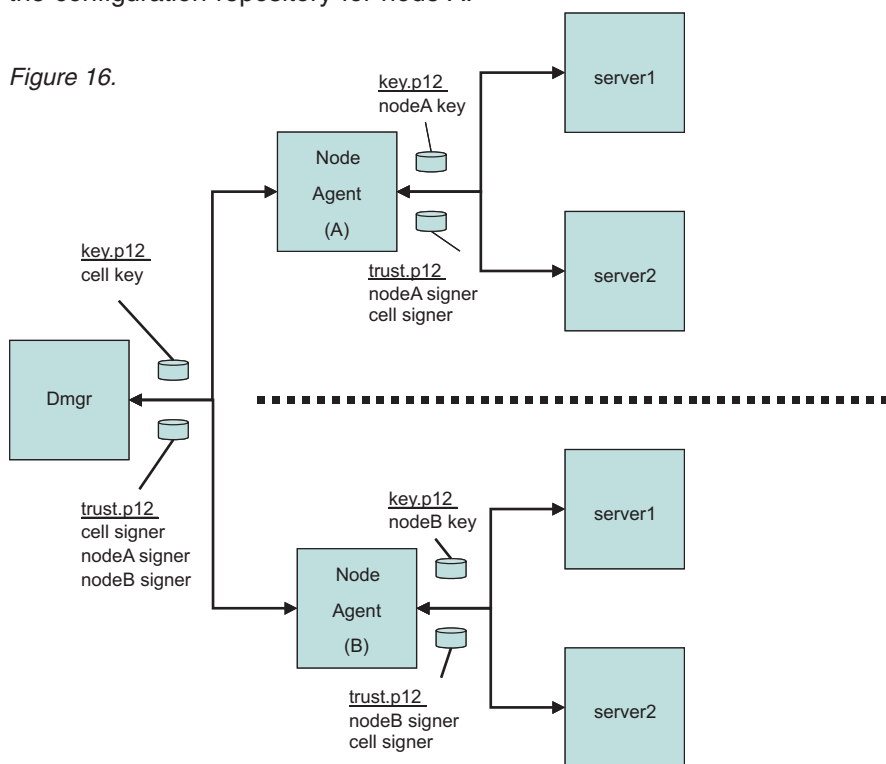 the configuration repository for node A.
Figure 16.
key.p12
nodeA key
server1
Node
Agent
(A)
trust.p12
nodeA signer
cell signer
server2
key.p12
cell key
Dmgr
trust.p12
cell signer
nodeA signer
nodeB signer
key.p12
nodeB key
server1
Node
Agent
(B)
trust.p12
nodeB signer
cell signer
server2